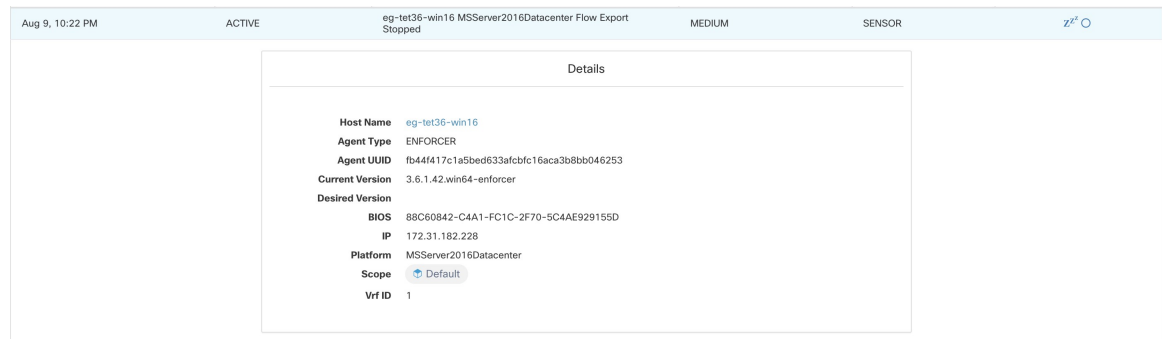 Aug 9, 10:22 PM ACTIVE eg-tet36-win16 MSServer2016Datacenter Flow Export Stopped MEDIUM SENSOR zzz
Details
Host Name eg-tet36-win16
Agent Type ENFORCER
Agent UUID fb44f417c1a5bed633afcbfc16aca3b8bb046253
Current Version 3.6.1.42.win64-enforcer
Desired Version
BIOS 88C60842-C4A1-FC1C-2F70-5C4AE929155D
IP 172.31.182.228
Platform MSServer2016Datacenter
Scope Default
Vrf ID 1